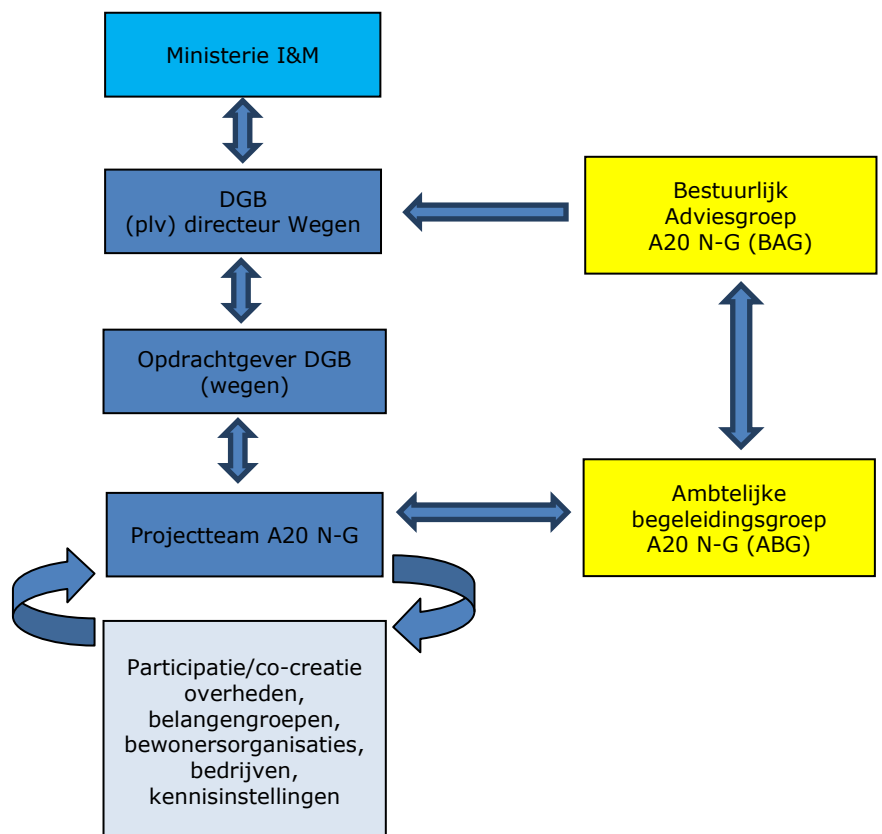 Ministerie I&M
DGB
(plv) directeur Wegen
Bestuurlijk
Adviesgroep
A20 N-G (BAG)
Opdrachtgever DGB
(wegen)
Projectteam A20 N-G
Ambtelijke
begeleidingsgroep
A20 N-G (ABG)
Participatie/co-creatie
overheden,
belangengroepen,
bewonersorganisaties,
bedrijven,
kennisinstellingen